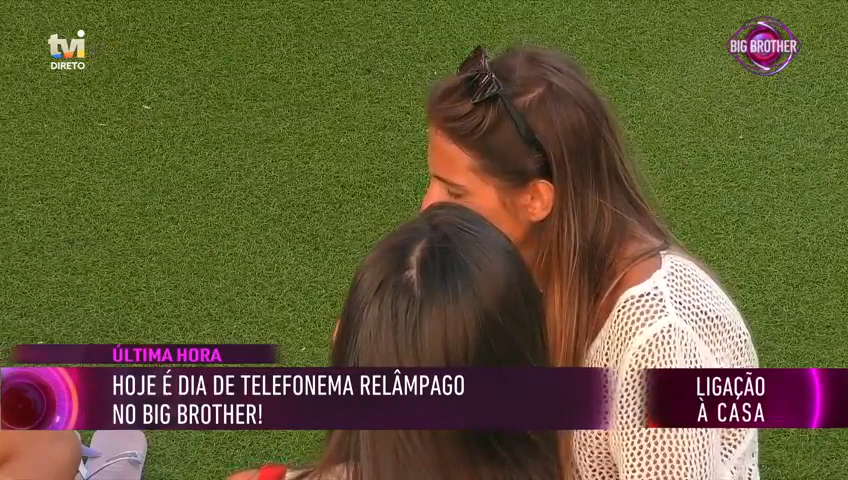 tvi
DIRETO
BIG BROTHER
ÚLTIMA HORA
HOJE É DIA DE TELEFONEMA RELÂMPAGO
NO BIG BROTHER!
LIGAÇÃO
À CASA